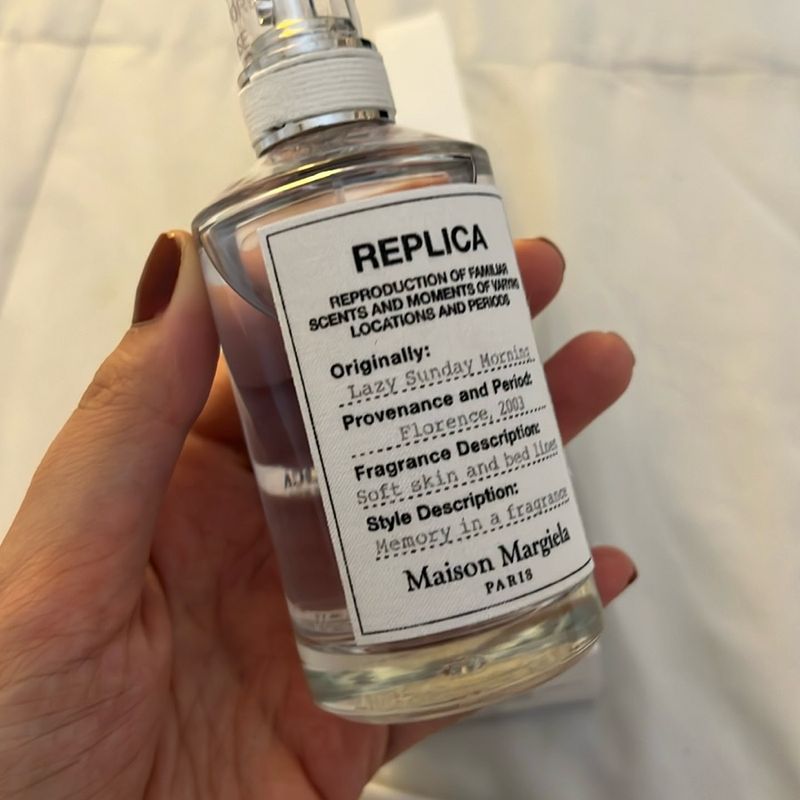 REPLICA
REPRODUCTION OF FAMILIAR
SCENTS AND MOMENTS OF VARYING
LOCATIONS AND PERIODS
Originally:
Lazy Sunday Morning
Provenance and Period:
Florence, 2003
Fragrance Description:
Soft skin and bed linen
Style Description:
Memory in a fragrance
Maison Margiela
PARIS